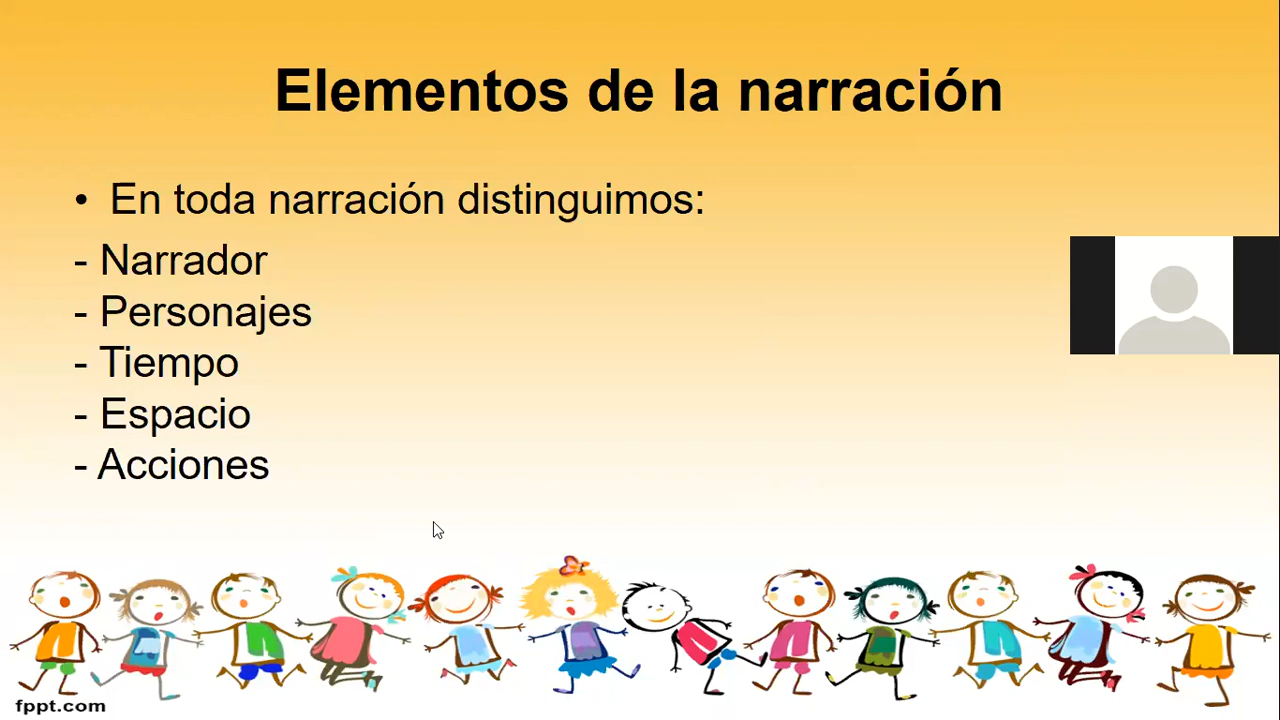 Elementos de la narración
• En toda narración distinguimos:
- Narrador
- Personajes
- Tiempo
- Espacio
- Acciones
fppt.com